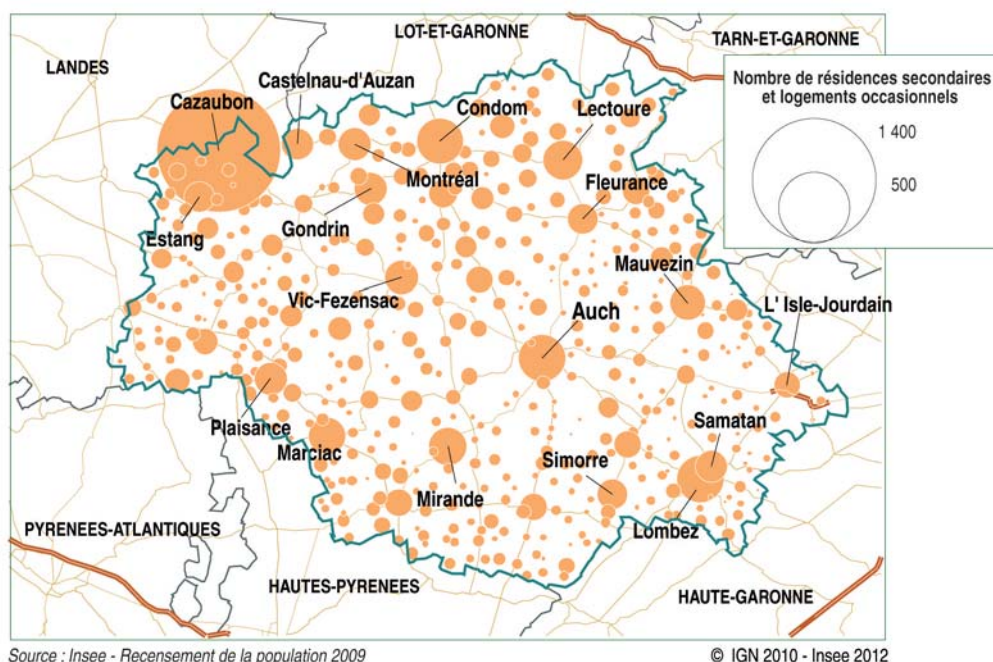 LOT-ET-GARONNE
TARN-ET-GARONNE
LANDES
Castelnau-d'Auzan
Cazaubon
Condom
Lectoure
Nombre de résidences secondaires
et logements occasionnels
1 400
500
Montréal
Fleurance
Gondrin
Estang
Mauvezin
Vic-Fezensac
Auch
L' Isle-Jourdain
Plaisance
Marciac
Samatan
Simorre
Mirande
Lombez
PYRENEES-ATLANTIQUES
HAUTES-PYRENEES
HAUTE-GARONNE
Source : Insee - Recensement de la population 2009
© IGN 2010 - Insee 2012